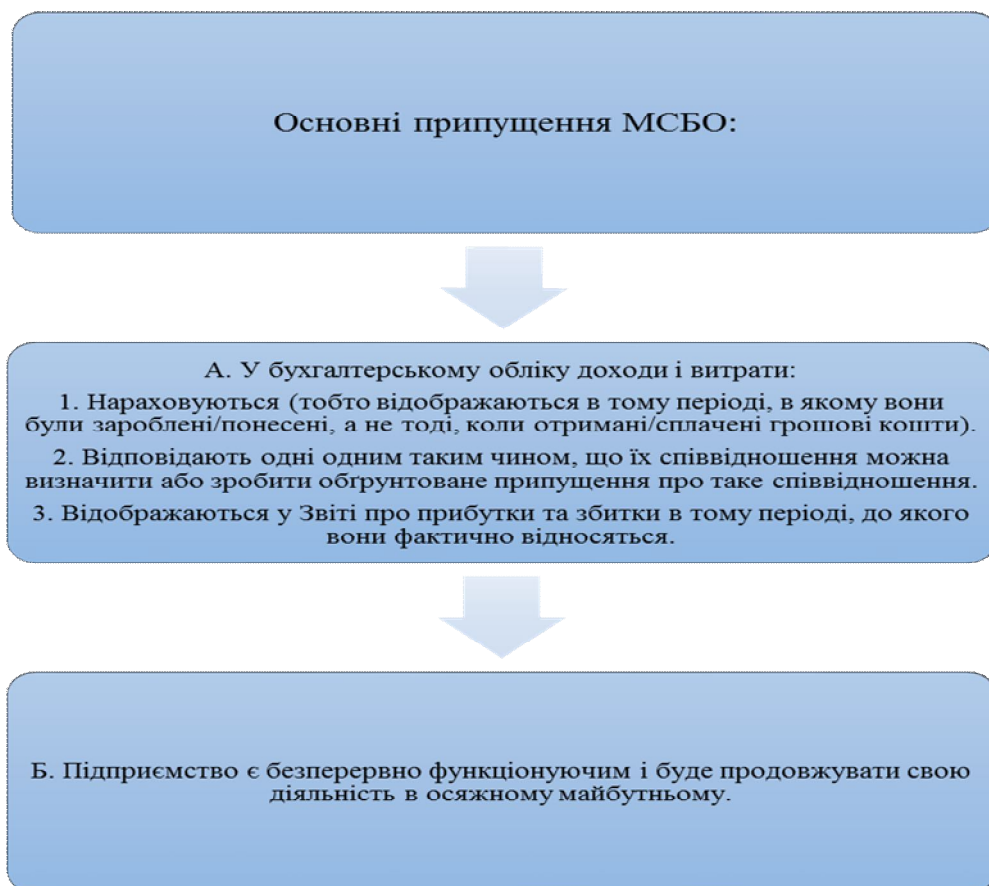 Основні припущення МСБО:
А. У бухгалтерському обліку доходи і витрати:
1. Нараховуються (тобто відображаються в тому періоді, в якому вони
були зароблені/понесені, а не тоді, коли отримані/сплачені грошові кошти).
2. Відповідають одні одним таким чином, що їх співвідношення можна
визначити або зробити обґрунтоване припущення про таке співвідношення.
3. Відображаються у Звіті про прибутки та збитки в тому періоді, до якого
вони фактично відносяться.
Б. Підприємство є безперервно функціонуючим і буде продовжувати свою
діяльність в осяжному майбутньому.